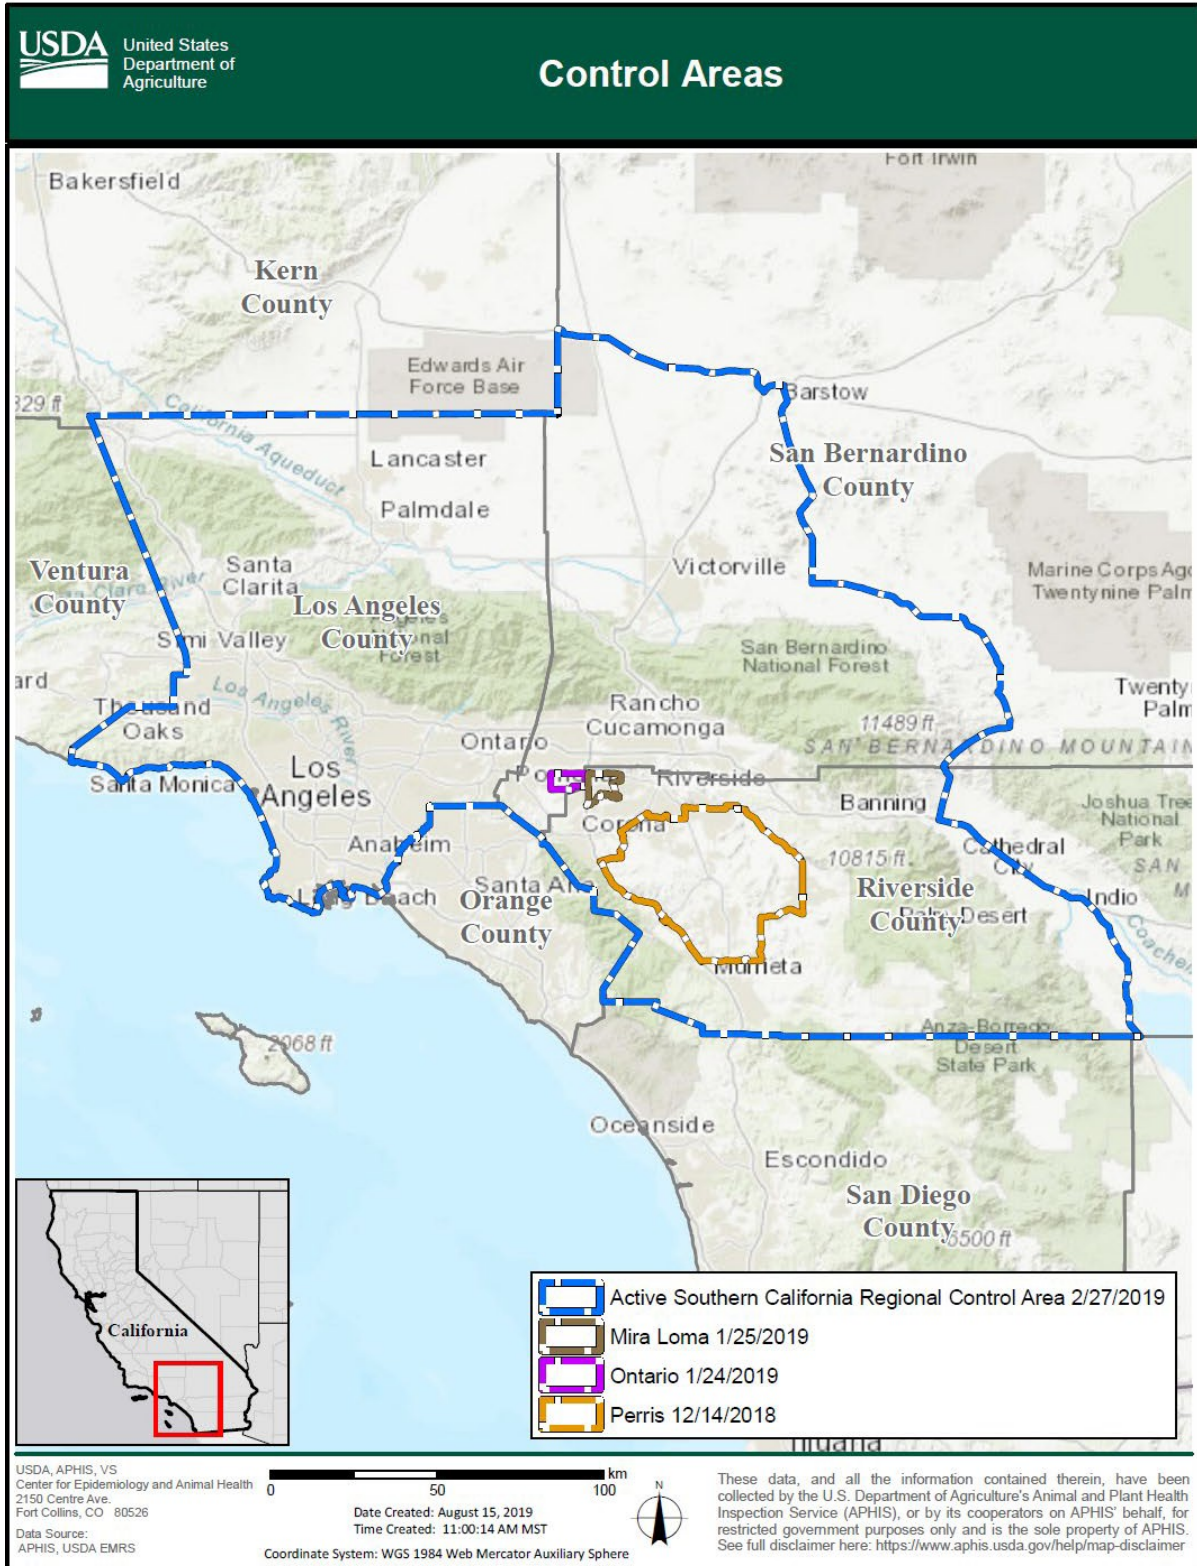 USDA
United States
Department of
Agriculture
Control Areas
Fort Irwin
Bakersfield
Kern
County
Edwards Air
Force Base
Barstow
329 ft
California Aqueduct
Lancaster
San Bernardino
County
Palmdale
Ventura
County
Santa
Clarita
Victorville
Marine Corps Ag
Twentynine Palm
Los Angeles
County
Simi Valley
Forest
San Bernardino
National Forest
ard
Thousand
Oaks
Los Angeles River
Rancho
Cucamonga
Twenty
Palm
11489 ft
SAN BERNARDINO MOUNTAIN
Ontario
Santa Monica
Los
Angeles
Riverside
Banning
Joshua Tree
National
Park
Corona
Anaheim
Cathedral
City
10815 ft
SAN
M
Santa Ana
Long Beach
Orange
County
Riverside
County
Palm Desert
Indio
Coachel
Murrieta
2068 ft
Anza-Borrego
Desert
State Park
Oceanside
Escondido
San Diego
County
6500 ft
California
Active Southern California Regional Control Area 2/27/2019
Mira Loma 1/25/2019
Ontario 1/24/2019
Perris 12/14/2018
Tijuana
USDA, APHIS, VS
Center for Epidemiology and Animal Health
2150 Centre Ave.
Fort Collins, CO 80526
Data Source:
APHIS, USDA EMRS
km
0 50 100
Date Created: August 15, 2019
Time Created: 11:00:14 AM MST
Coordinate System: WGS 1984 Web Mercator Auxiliary Sphere
N
These data, and all the information contained therein, have been
collected by the U.S. Department of Agriculture's Animal and Plant Health
Inspection Service (APHIS), or by its cooperators on APHIS' behalf, for
restricted government purposes only and is the sole property of APHIS.
See full disclaimer here: https://www.aphis.usda.gov/help/map-disclaimer